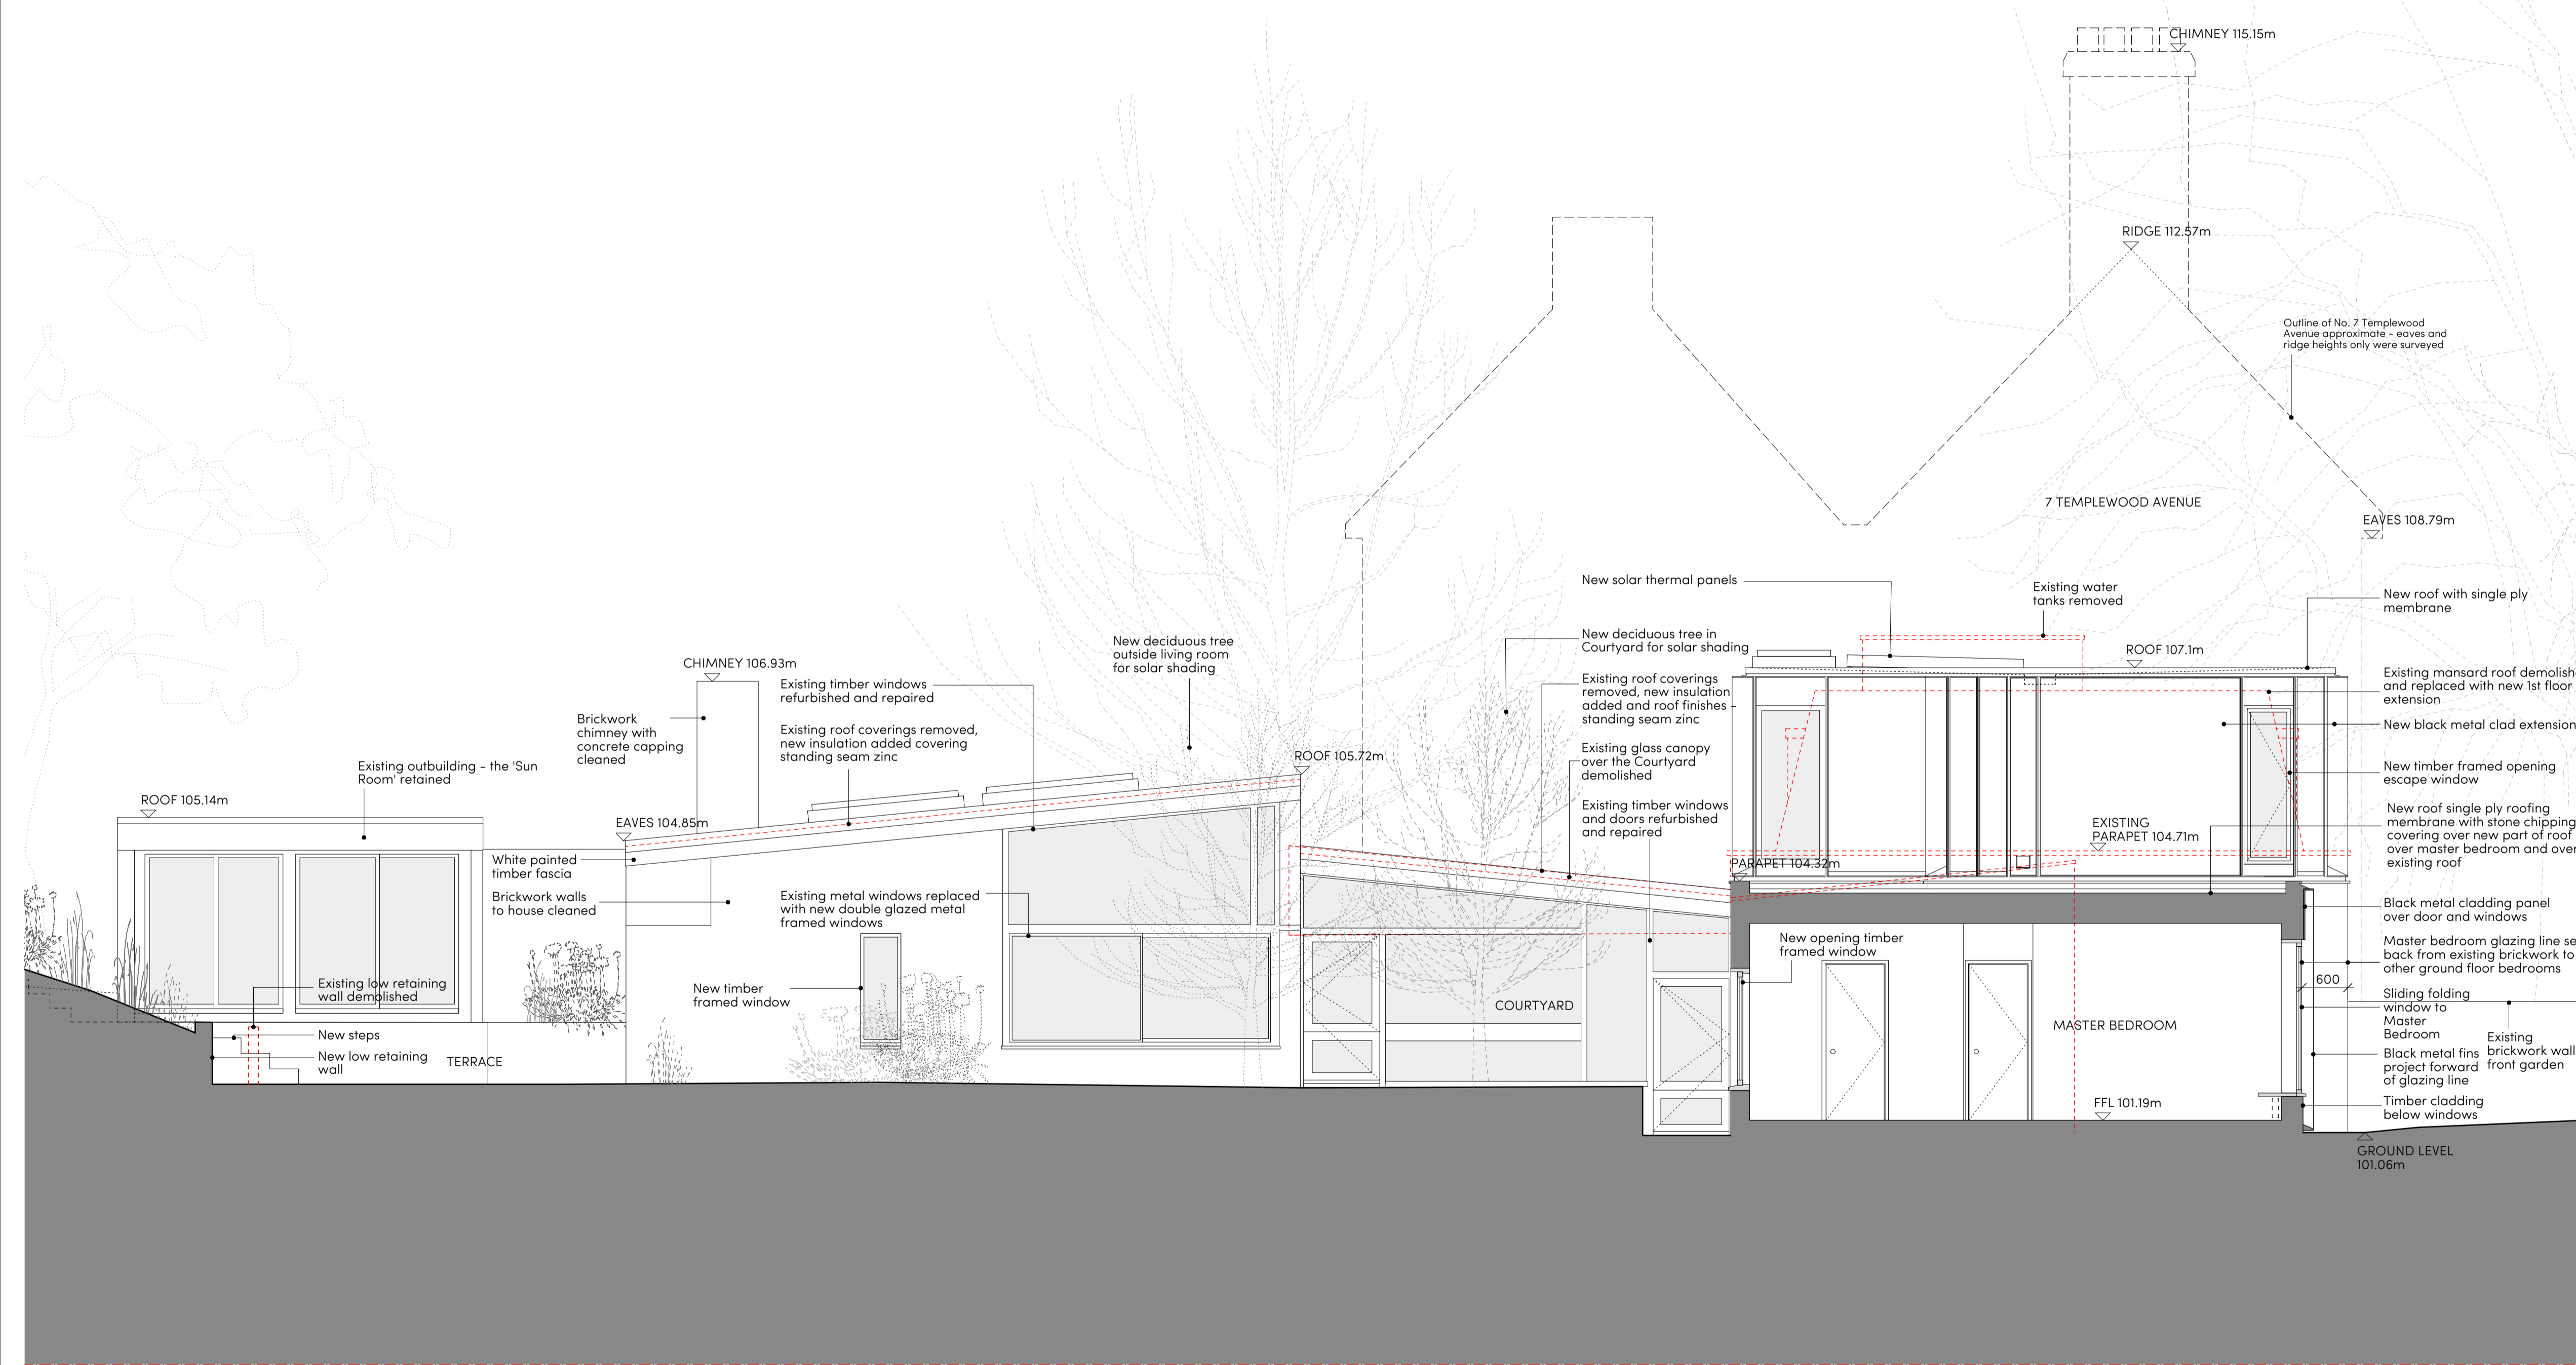 CHIMNEY 115.15m
RIDGE 112.57m
Outline of No. 7 Templewood
Avenue approximate - eaves and
ridge heights only were surveyed
7 TEMPLEWOOD AVENUE
EAVES 108.79m
New solar thermal panels
Existing water
tanks removed
New roof with single ply
membrane
New deciduous tree
outside living room
for solar shading
New deciduous tree in
Courtyard for solar shading
ROOF 107.1m
CHIMNEY 106.93m
Existing timber windows
refurbished and repaired
Existing roof coverings
removed, new insulation
added and roof finishes -
standing seam zinc
Existing mansard roof demolish
and replaced with new 1st floor
extension
Brickwork
chimney with
concrete capping
cleaned
Existing roof coverings removed,
new insulation added covering
standing seam zinc
New black metal clad extension
ROOF 105.72m
Existing glass canopy
over the Courtyard
demolished
Existing outbuilding - the 'Sun
Room' retained
New timber framed opening
escape window
ROOF 105.14m
EAVES 104.85m
Existing timber windows
and doors refurbished
and repaired
EXISTING
PARAPET 104.71m
New roof single ply roofing
membrane with stone chipping
covering over new part of roof
over master bedroom and over
existing roof
White painted
timber fascia
PARAPET 104.32m
Brickwork walls
to house cleaned
Existing metal windows replaced
with new double glazed metal
framed windows
Black metal cladding panel
over door and windows
New opening timber
framed window
Master bedroom glazing line se
back from existing brickwork to
other ground floor bedrooms
600
Existing low retaining
wall demolished
New timber
framed window
COURTYARD
Sliding folding
window to
Master
Bedroom
MASTER BEDROOM
New steps
New low retaining
wall
TERRACE
Existing
brickwork wall
front garden
Black metal fins
project forward
of glazing line
FFL 101.19m
Timber cladding
below windows
GROUND LEVEL
101.06m